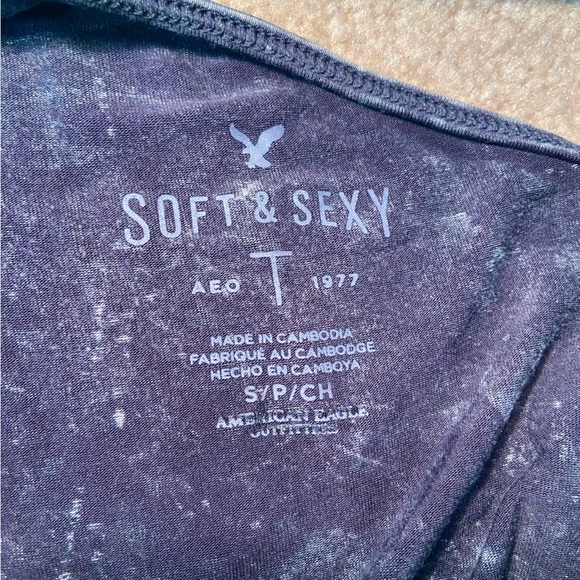 SOFT & SEXY
AEO T 1977
MADE IN CAMBODIA
FABRIQUÉ AU CAMBODGE
HECHO EN CAMBOYA
S/P/CH
AMERICAN EAGLE
OUTFITTERS